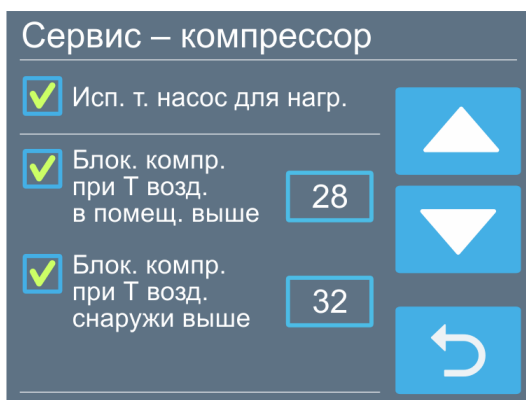 Сервис – компрессор
Исп. т. насос для нагр.
Блок. компр.
при Т возд.
в помещ. выше
28
Блок. компр.
при Т возд.
снаружи выше
32